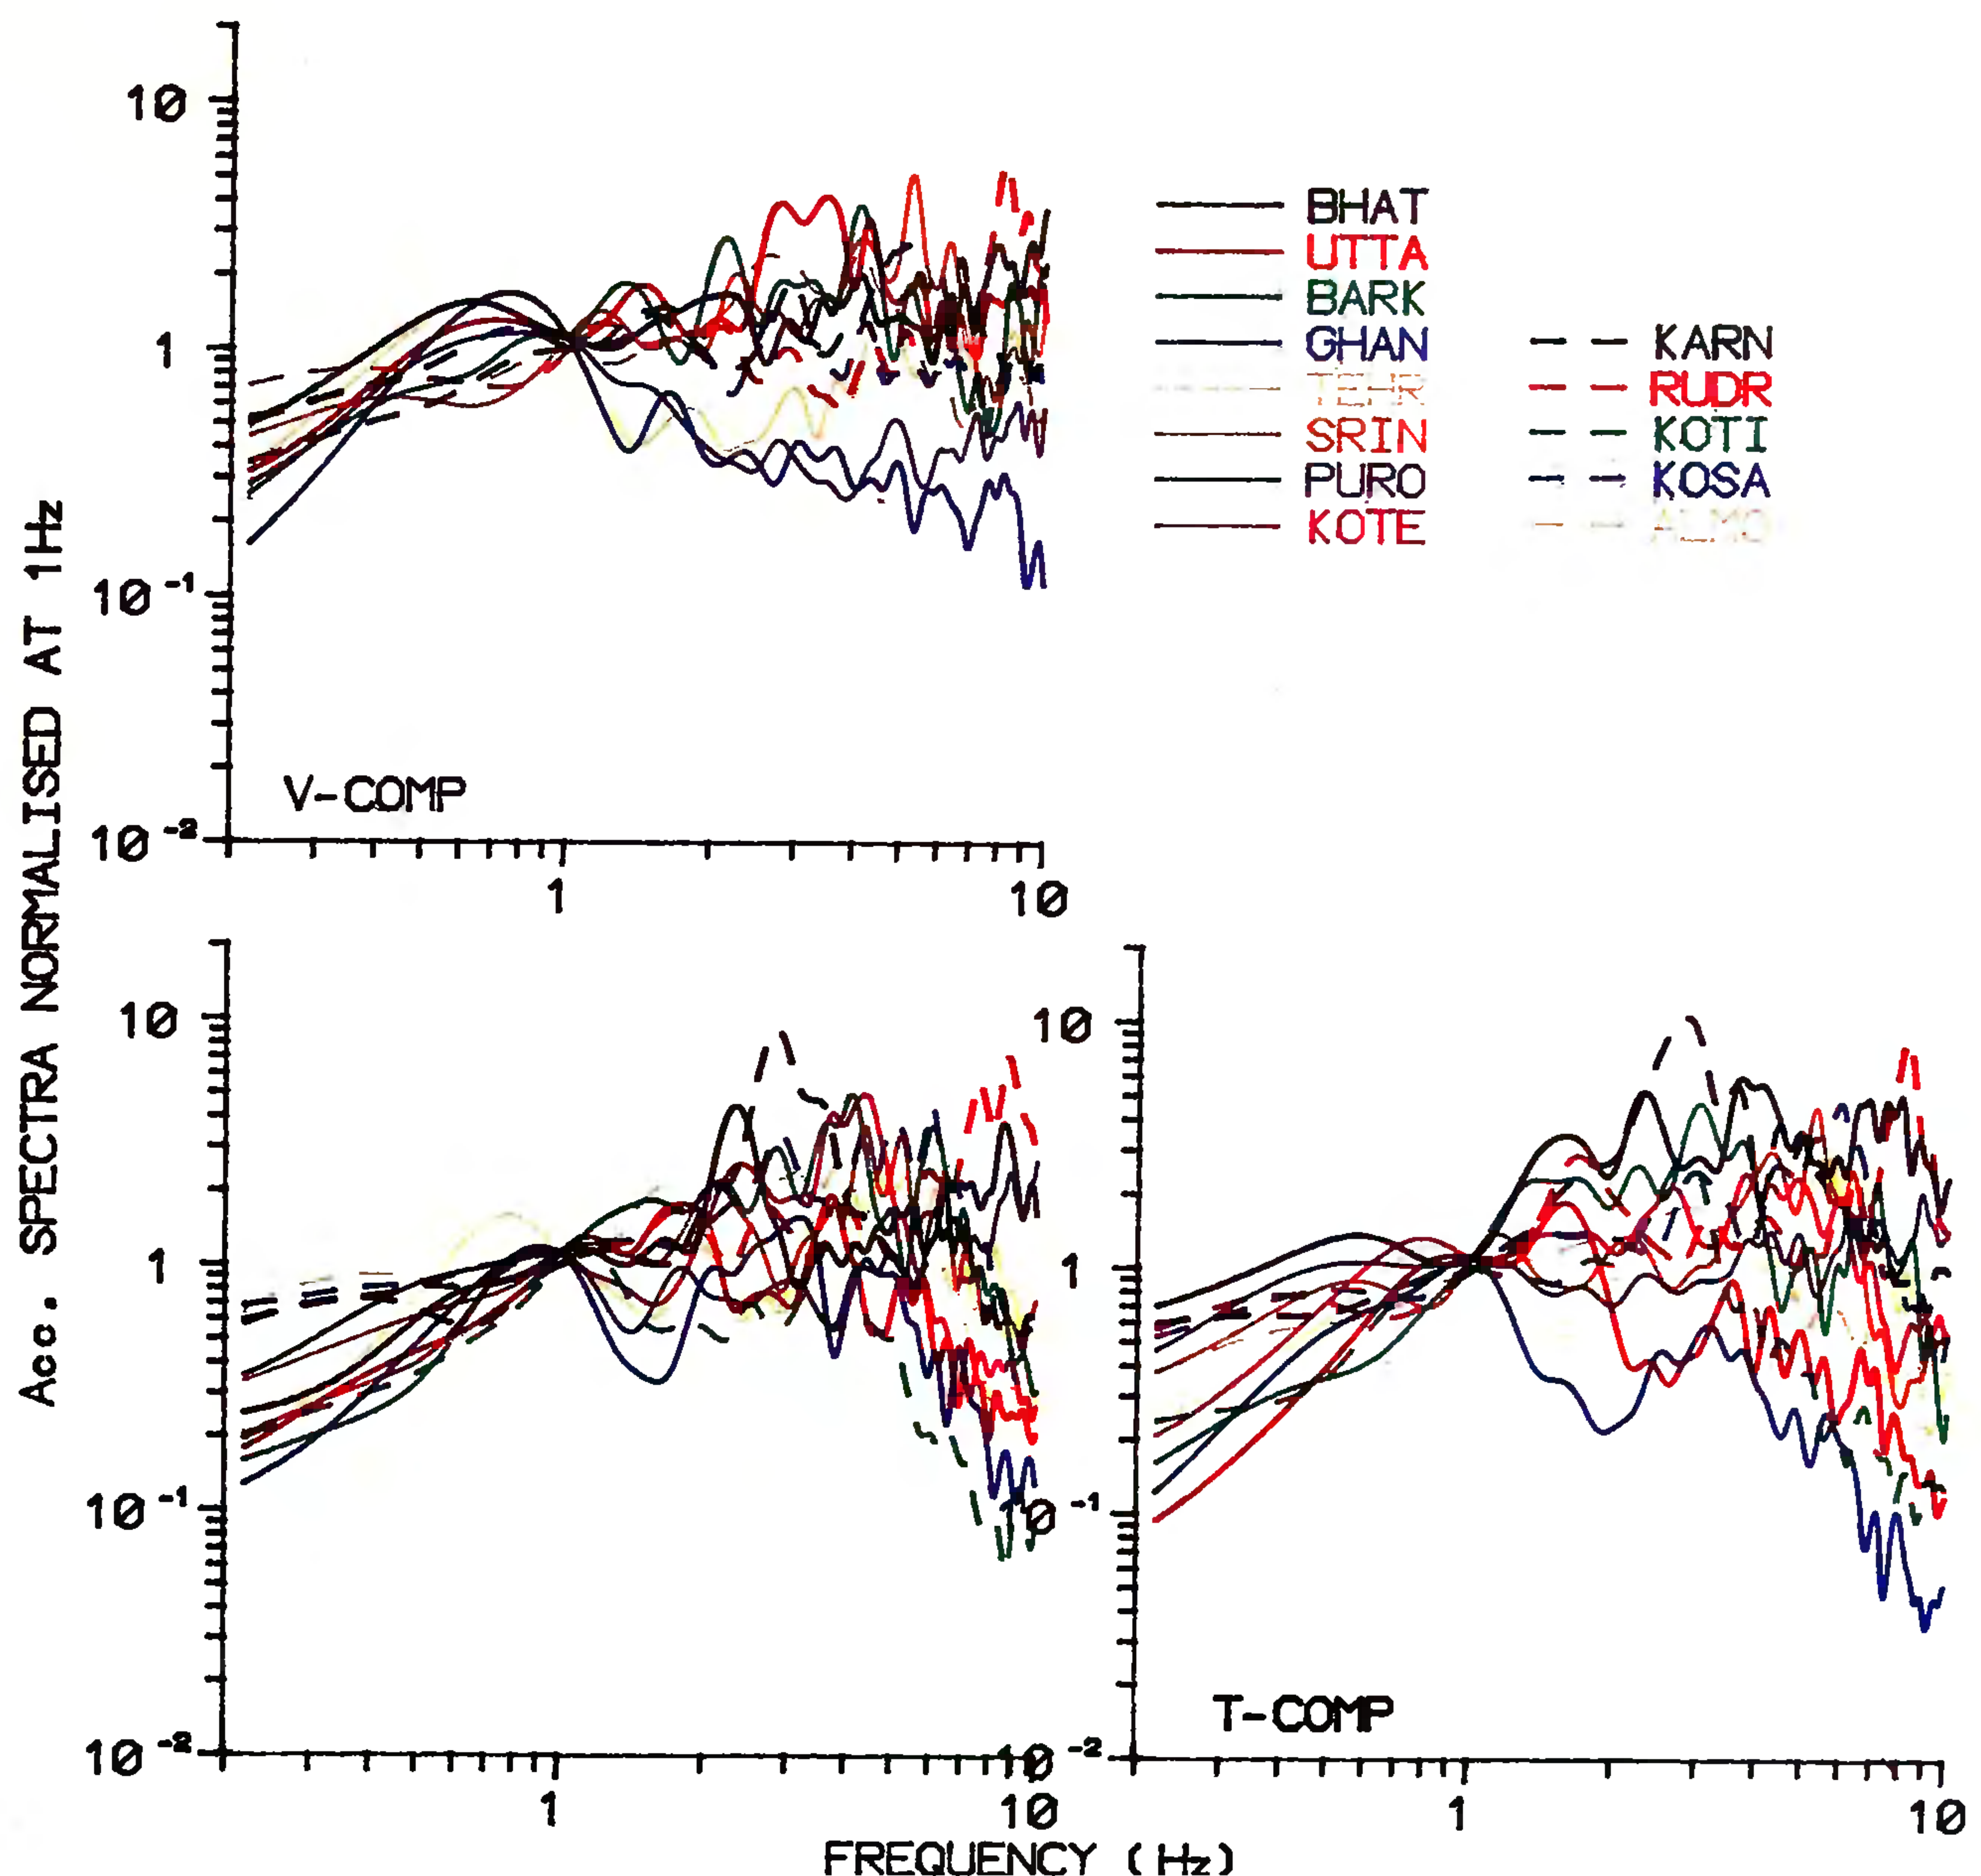 10
1
10⁻¹
10⁻²
V-COMP
1
10
BHAT
UTTA
BARK
GHAN
TEHR
SRIN
PURO
KOTE
KARN
RUDR
KOTI
KOSA
ALMO
Acc. SPECTRA NORMALISED AT 1Hz
10
1
10⁻¹
10⁻²
1
10
10
1
10⁻¹
10⁻²
T-COMP
1
10
FREQUENCY (Hz)